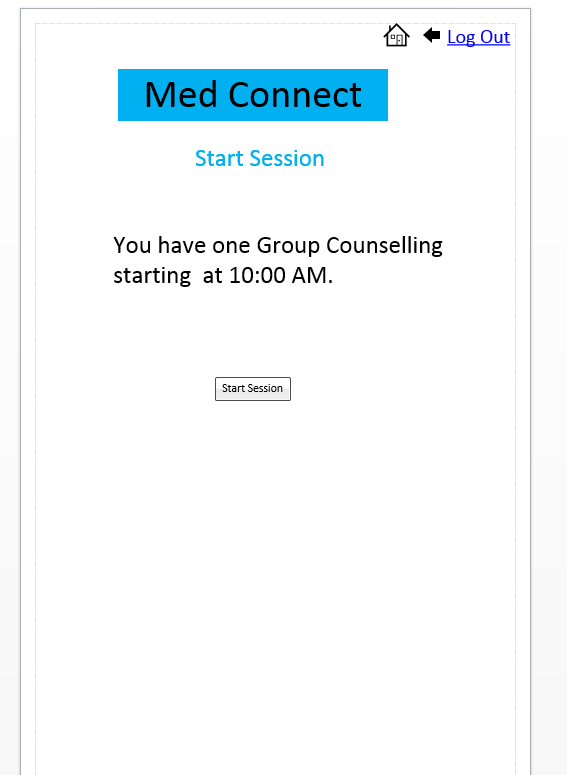 Log Out
Med Connect
Start Session
You have one Group Counselling
starting  at 10:00 AM.
Start Session